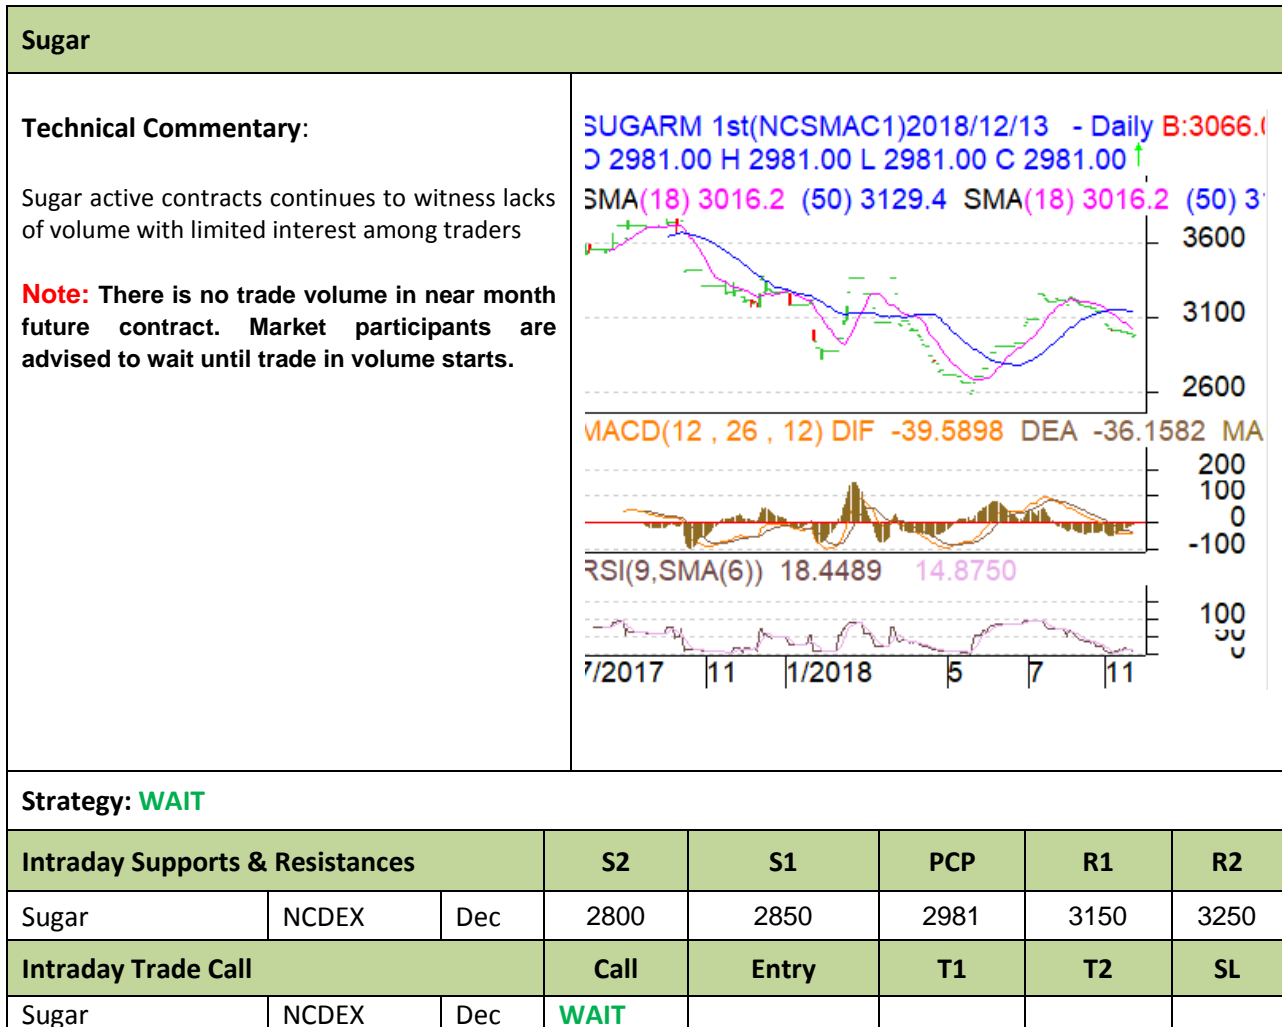 Sugar
Technical Commentary:
Sugar active contracts continues to witness lacks
of volume with limited interest among traders
Note: There is no trade volume in near month
future contract. Market participants are
advised to wait until trade in volume starts.
SUGARM 1st(NCSMAC1)2018/12/13 - Daily B:3066.
O 2981.00 H 2981.00 L 2981.00 C 2981.00
SMA(18) 3016.2 (50) 3129.4 SMA(18) 3016.2 (50) 3
3600
3100
2600
MACD(12 , 26 , 12) DIF -39.5898 DEA -36.1582 MA
200
100
0
-100
RSI(9,SMA(6)) 18.4489 14.8750
100
50
0
7/2017 11 1/2018 5 7 11
Strategy: WAIT
Intraday Supports & Resistances S2 S1 PCP R1 R2
Sugar NCDEX Dec 2800 2850 2981 3150 3250
Intraday Trade Call Call Entry T1 T2 SL
Sugar NCDEX Dec WAIT